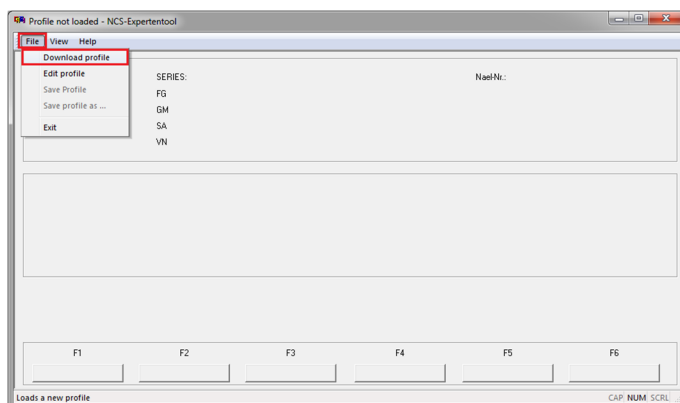 Profile not loaded - NCS-Expertentool
File View Help
Download profile
Edit profile
Save Profile
Save profile as ...
Exit
SERIES: Nael-Nr.:
FG
GM
SA
VN
F1 F2 F3 F4 F5 F6
Loads a new profile CAP NUM SCRL